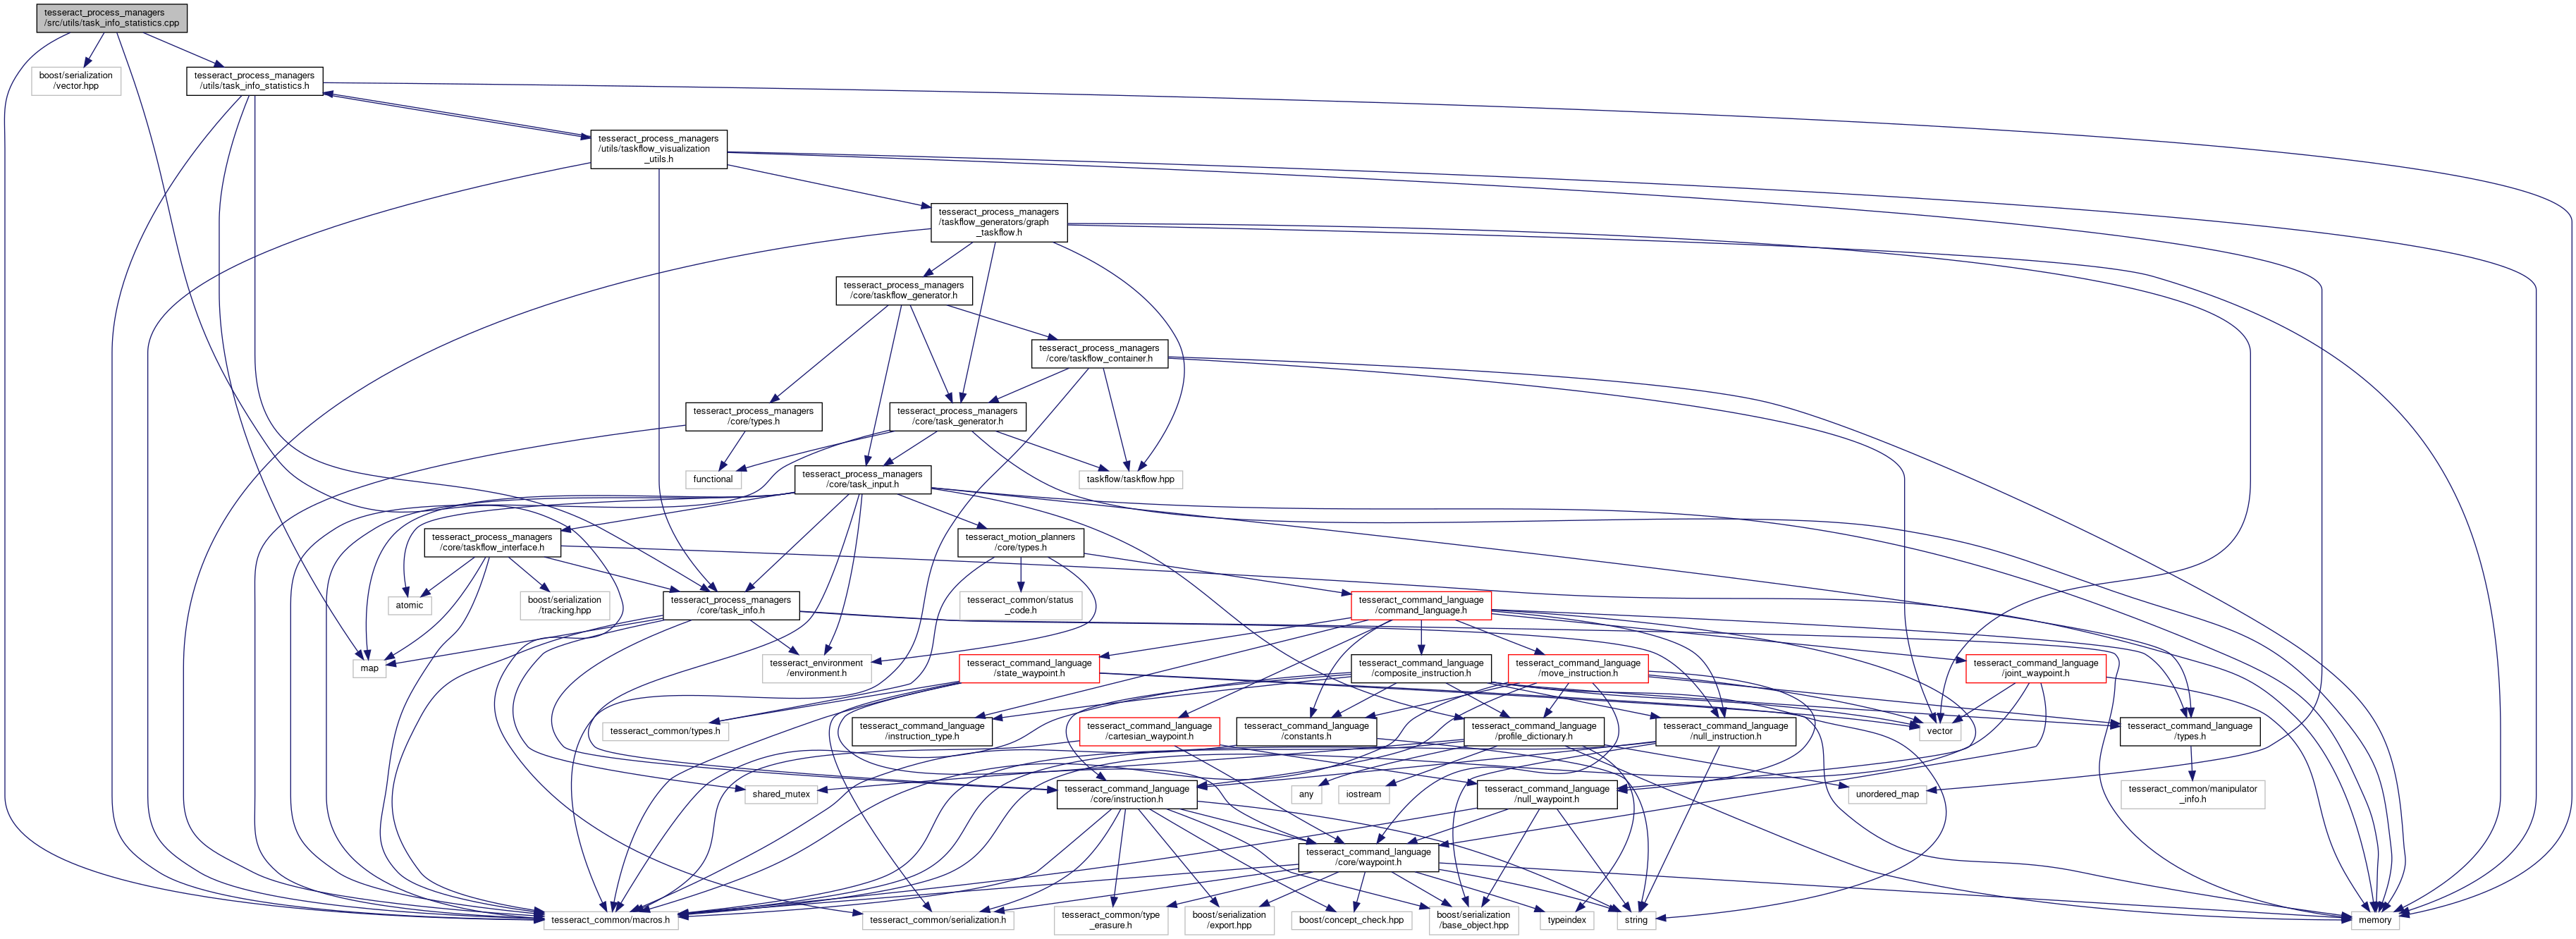 tesseract_process_managers
/src/utils/task_info_statistics.cpp
boost/serialization
/vector.hpp
tesseract_process_managers
/utils/task_info_statistics.h
tesseract_process_managers
/utils/taskflow_visualization
_utils.h
tesseract_process_managers
/taskflow_generators/graph
_taskflow.h
tesseract_process_managers
/core/taskflow_generator.h
tesseract_process_managers
/core/taskflow_container.h
tesseract_process_managers
/core/types.h
tesseract_process_managers
/core/task_generator.h
functional
tesseract_process_managers
/core/task_input.h
taskflow/taskflow.hpp
tesseract_process_managers
/core/taskflow_interface.h
tesseract_motion_planners
/core/types.h
atomic
boost/serialization
/tracking.hpp
tesseract_process_managers
/core/task_info.h
tesseract_common/status
_code.h
tesseract_command_language
/command_language.h
map
tesseract_environment
/environment.h
tesseract_command_language
/state_waypoint.h
tesseract_command_language
/composite_instruction.h
tesseract_command_language
/move_instruction.h
tesseract_command_language
/joint_waypoint.h
tesseract_common/types.h
tesseract_command_language
/instruction_type.h
tesseract_command_language
/cartesian_waypoint.h
tesseract_command_language
/constants.h
tesseract_command_language
/profile_dictionary.h
tesseract_command_language
/null_instruction.h
vector
tesseract_command_language
/types.h
shared_mutex
tesseract_command_language
/core/instruction.h
any
iostream
tesseract_command_language
/null_waypoint.h
unordered_map
tesseract_common/manipulator
_info.h
tesseract_command_language
/core/waypoint.h
tesseract_common/macros.h
tesseract_common/serialization.h
tesseract_common/type
_erasure.h
boost/serialization
/export.hpp
boost/concept_check.hpp
boost/serialization
/base_object.hpp
typeindex
string
memory